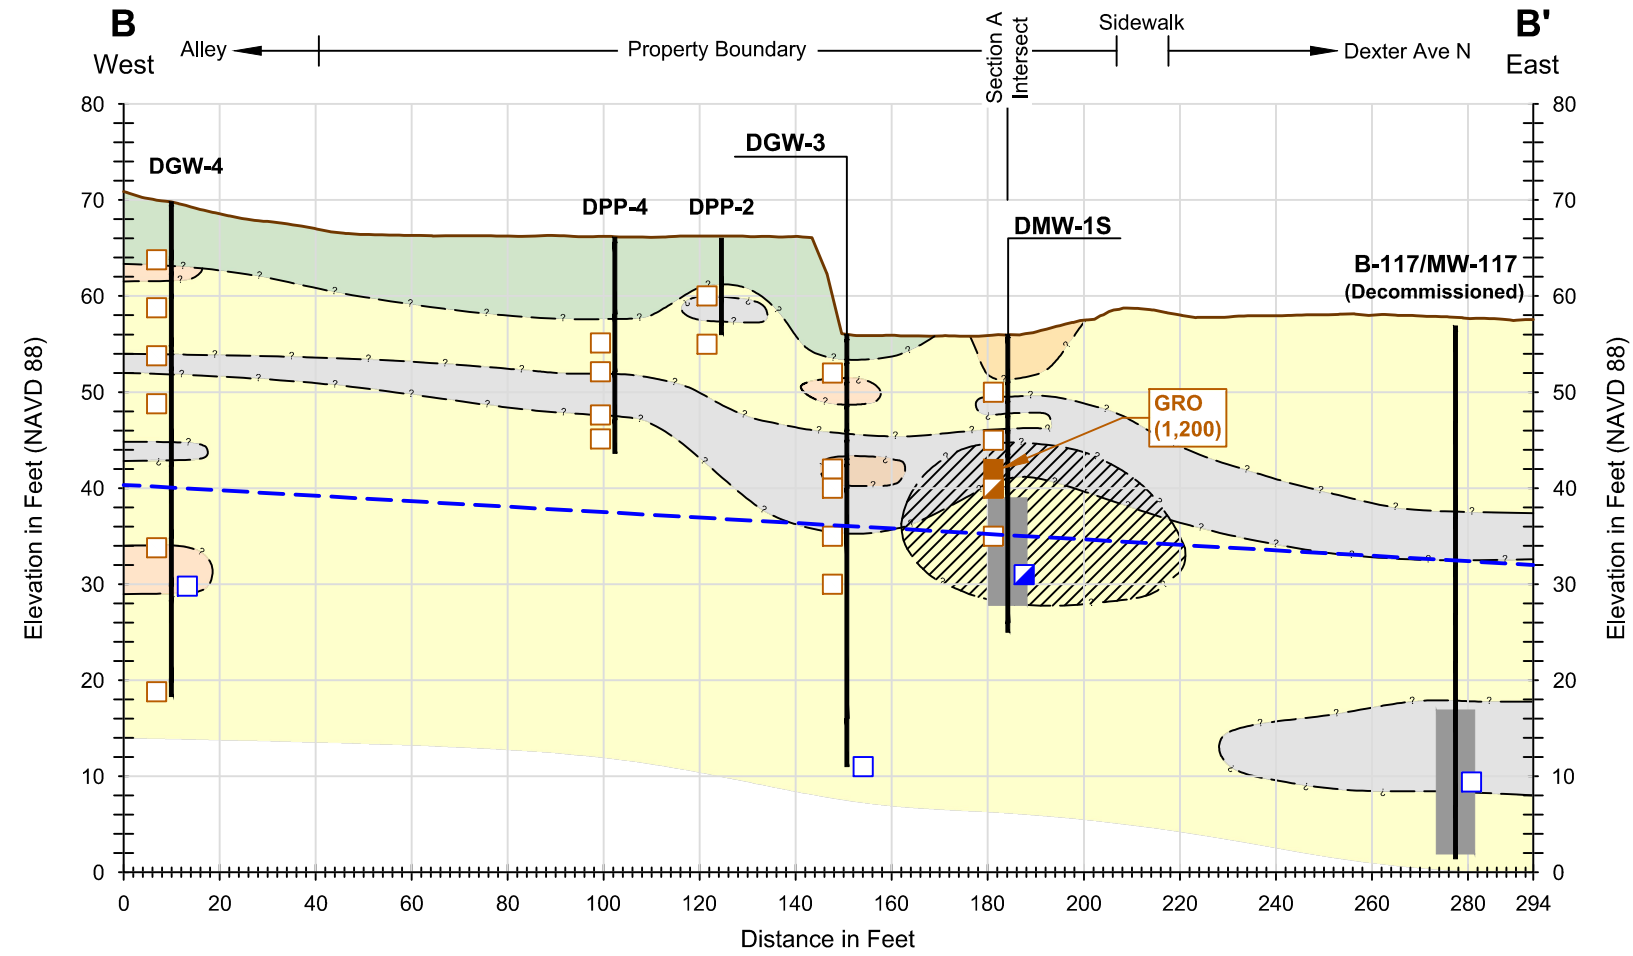 B
West
Alley
Property Boundary
Section A
Intersect
Sidewalk
Dexter Ave N
B'
East
80
70
60
50
40
30
20
10
0
Elevation in Feet (NAVD 88)
DGW-4
DPP-4
DPP-2
DGW-3
DMW-1S
B-117/MW-117
(Decommissioned)
GRO
(1,200)
80
70
60
50
40
30
20
10
0
Elevation in Feet (NAVD 88)
0 20 40 60 80 100 120 140 160 180 200 220 240 260 280 294
Distance in Feet